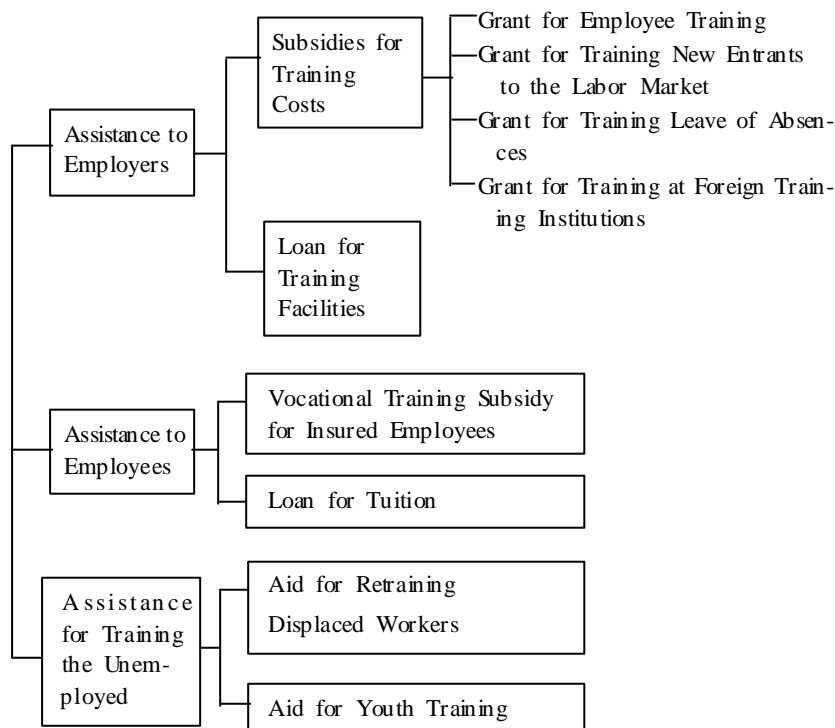 Subsidies for
Training
Costs
Grant for Employee Training
Grant for Training New Entrants
to the Labor Market
Grant for Training Leave of Absen-
ces
Grant for Training at Foreign Train-
ing Institutions
Assistance to
Employers
Loan for
Training
Facilities
Assistance to
Employees
Vocational Training Subsidy
for Insured Employees
Loan for Tuition
Assistance
for Training
the Unem-
ployed
Aid for Retraining
Displaced Workers
Aid for Youth Training